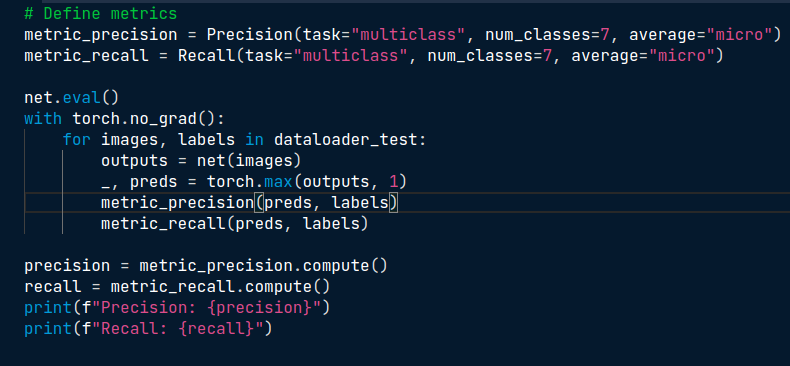 # Define metrics
metric_precision = Precision(task="multiclass", num_classes=7, average="micro")
metric_recall = Recall(task="multiclass", num_classes=7, average="micro")
net.eval()
with torch.no_grad():
for images, labels in dataloader_test:
outputs = net(images)
_, preds = torch.max(outputs, 1)
metric_precision(preds, labels)
metric_recall(preds, labels)
precision = metric_precision.compute()
recall = metric_recall.compute()
print(f"Precision: {precision}")
print(f"Recall: {recall}")